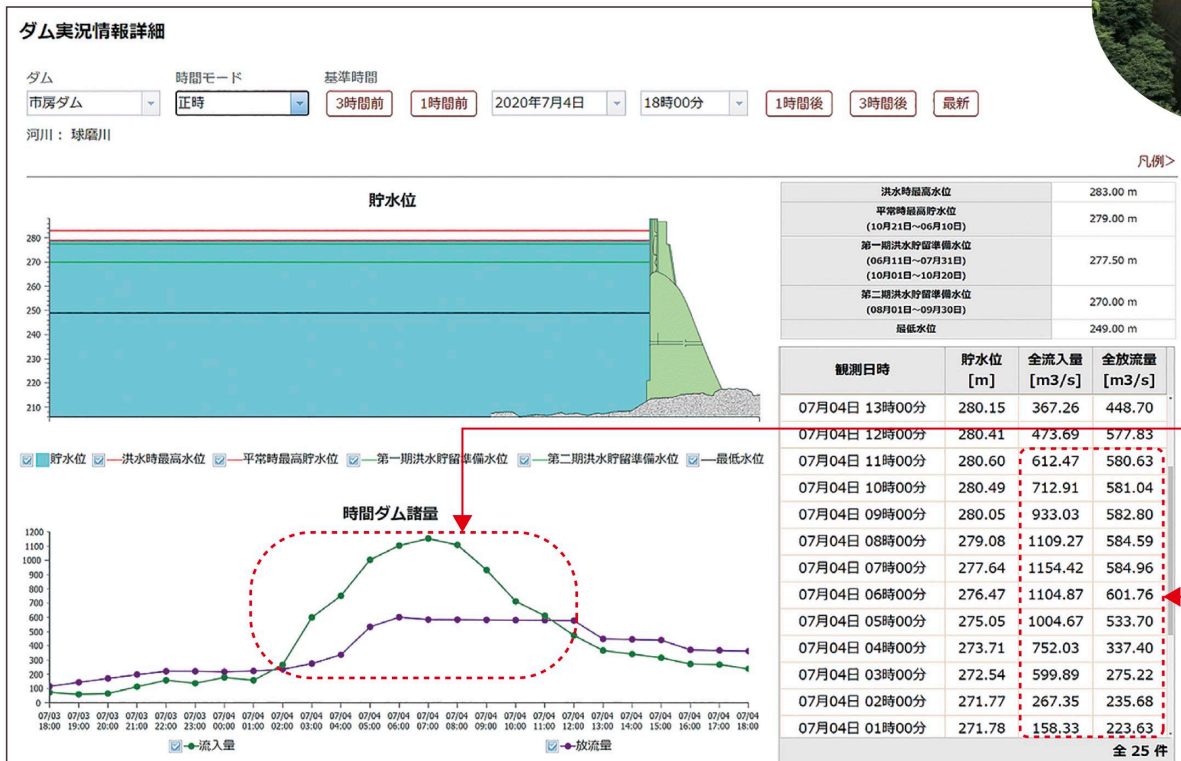 ダム実況情報詳細
ダム 時間モード 基準時間
市房ダム 正時 3時間前 1時間前 2020年7月4日 18時00分 1時間後 3時間後 最新
河川： 球磨川
凡例>
貯水位
280
270
260
250
240
230
220
210
☑貯水位 ☑洪水時最高水位 ☑平常時最高貯水位 ☑第一期洪水貯留準備水位 ☑第二期洪水貯留準備水位 ☑最低水位
洪水時最高水位 283.00 m
平常時最高貯水位
(10月21日～06月10日) 279.00 m
第一期洪水貯留準備水位
(06月11日～07月31日) 277.50 m
(10月01日～10月20日)
第二期洪水貯留準備水位
(08月01日～09月30日) 270.00 m
最低水位 249.00 m
観測日時 貯水位 全流入量 全放流量
[m] [m3/s] [m3/s]
07月04日 13時00分 280.15 367.26 448.70
07月04日 12時00分 280.41 473.69 577.83
07月04日 11時00分 280.60 612.47 580.63
07月04日 10時00分 280.49 712.91 581.04
07月04日 09時00分 280.05 933.03 582.80
07月04日 08時00分 279.08 1109.27 584.59
07月04日 07時00分 277.64 1154.42 584.96
07月04日 06時00分 276.47 1104.87 601.76
07月04日 05時00分 275.05 1004.67 533.70
07月04日 04時00分 273.71 752.03 337.40
07月04日 03時00分 272.54 599.89 275.22
07月04日 02時00分 271.77 267.35 235.68
07月04日 01時00分 271.78 158.33 223.63
全 25 件
時間ダム諸量
1200
1100
1000
900
800
700
600
500
400
300
200
100
0
07/03 07/03 07/03 07/03 07/03 07/03 07/04 07/04 07/04 07/04 07/04 07/04 07/04 07/04 07/04 07/04 07/04 07/04 07/04 07/04 07/04 07/04 07/04 07/04 07/04
18:00 19:00 20:00 21:00 22:00 23:00 00:00 01:00 02:00 03:00 04:00 05:00 06:00 07:00 08:00 09:00 10:00 11:00 12:00 13:00 14:00 15:00 16:00 17:00 18:00
☑流入量 ☑放流量